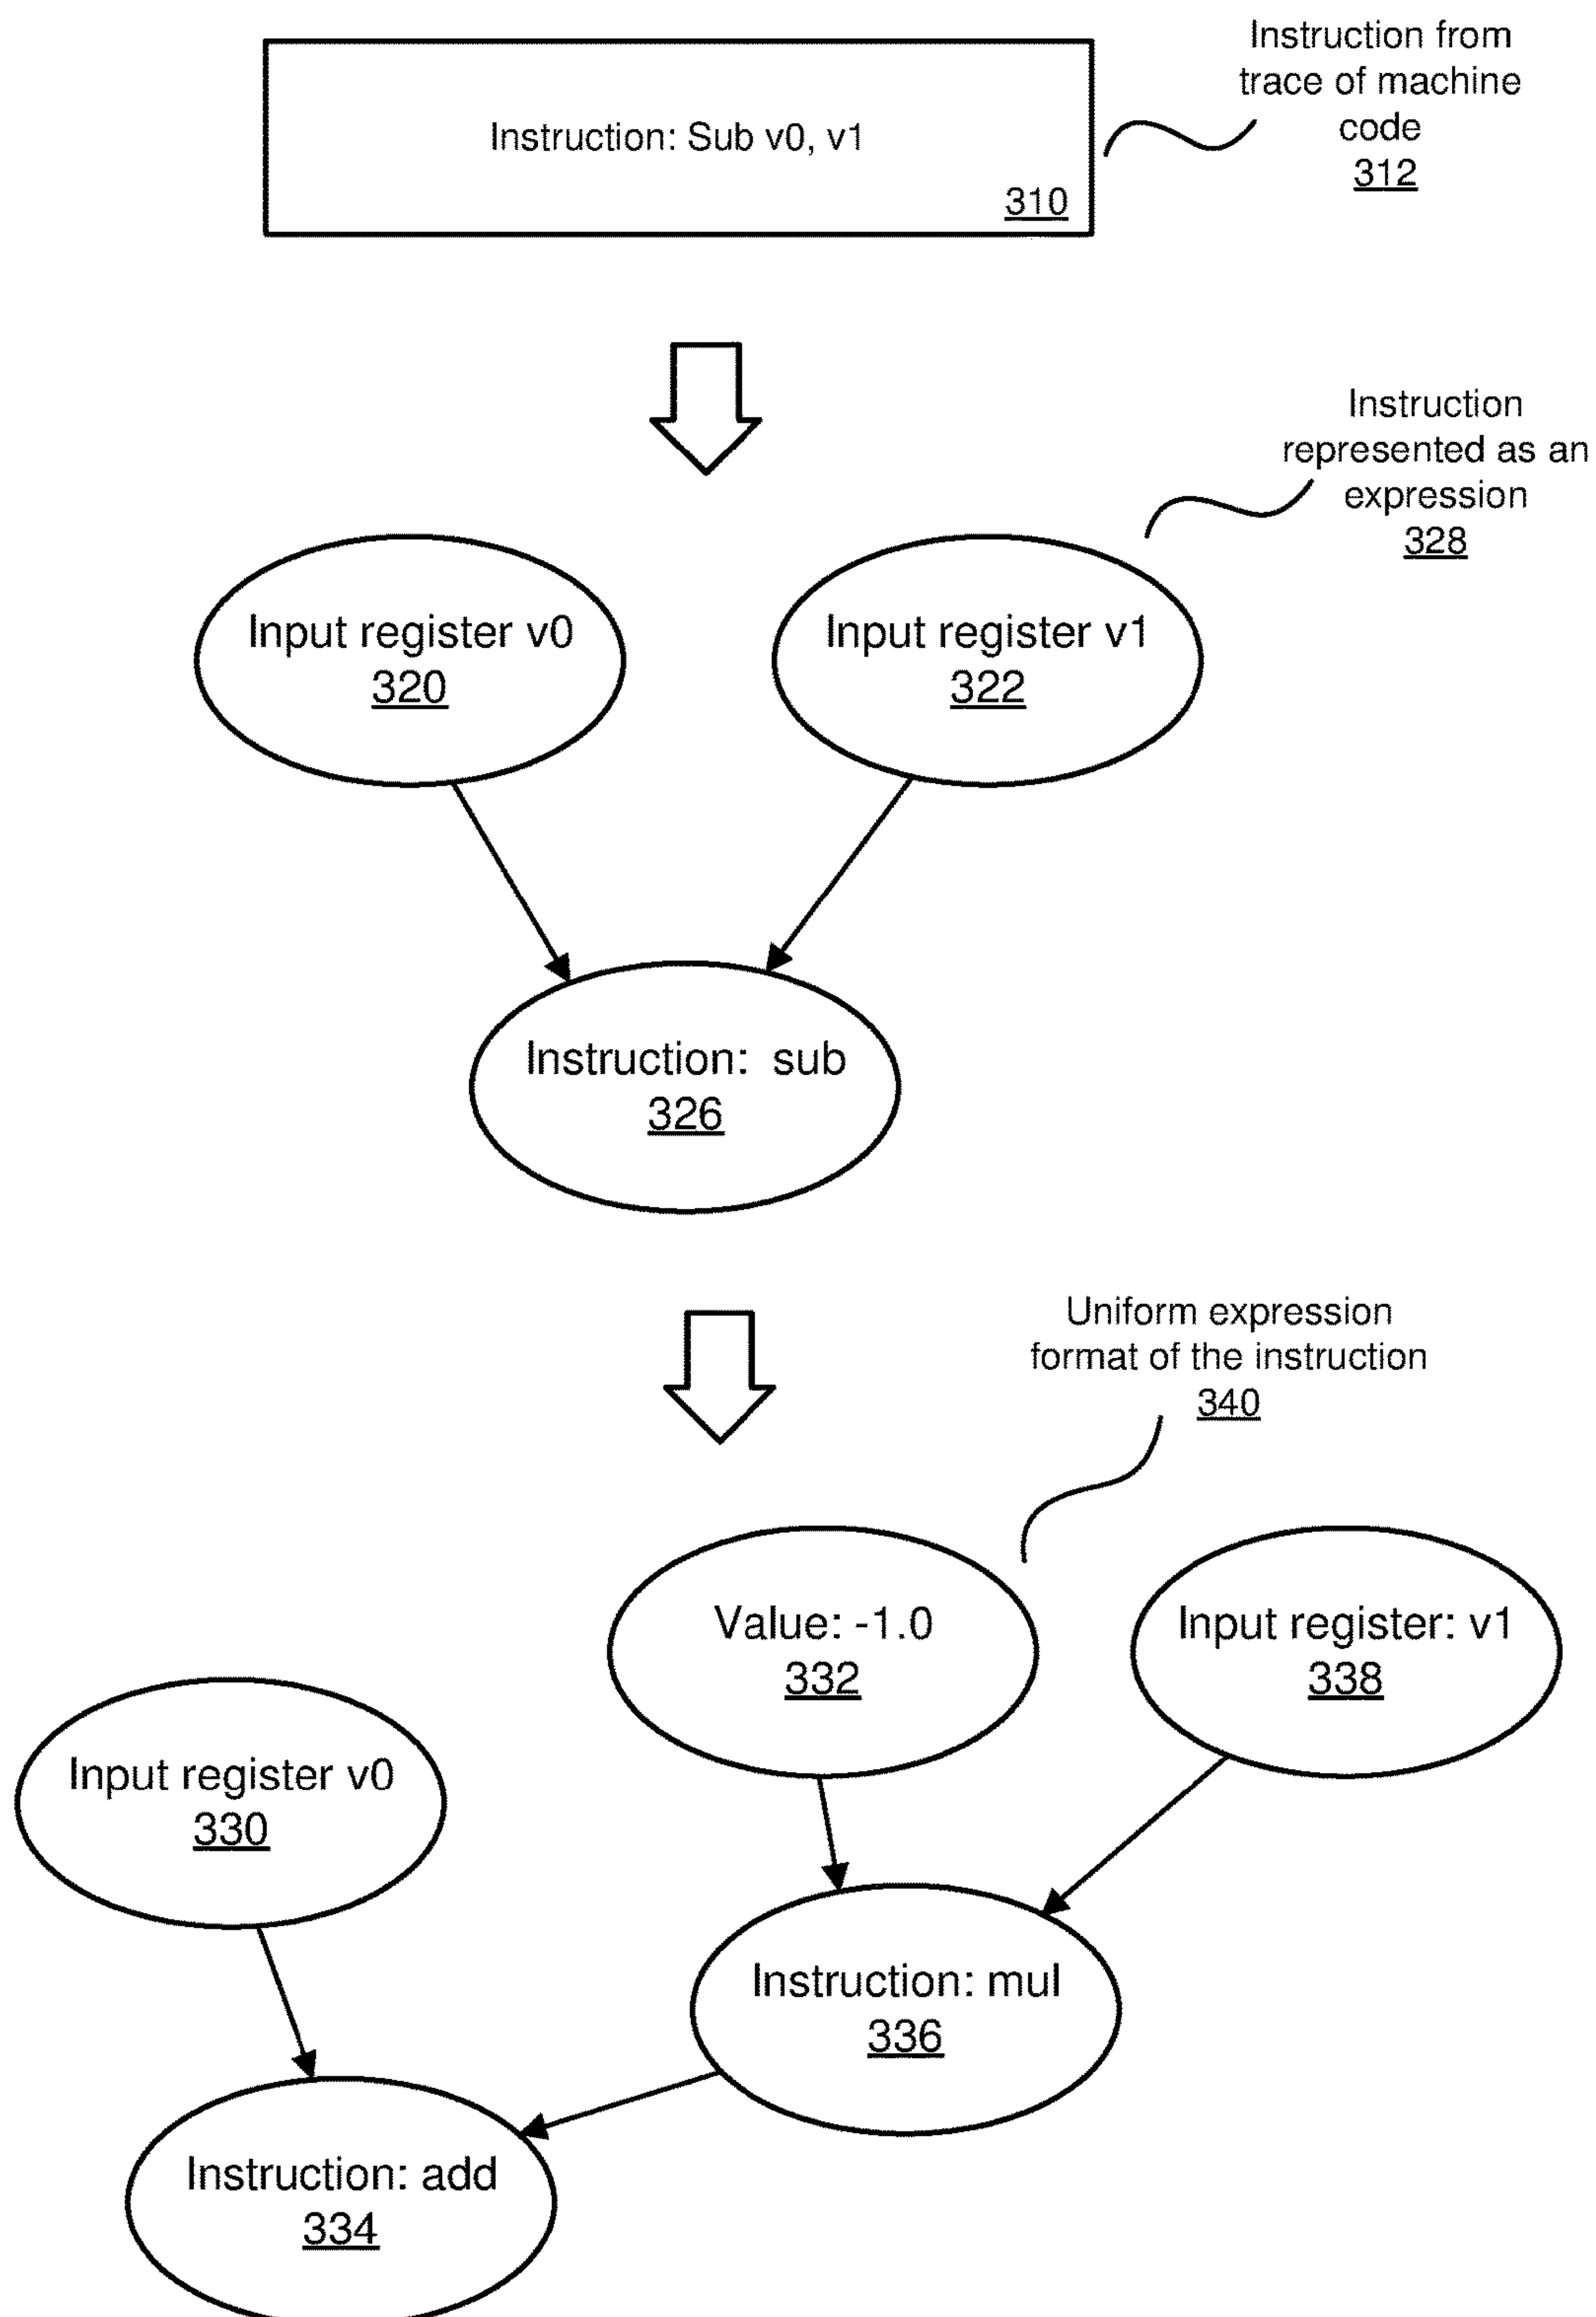 Instruction from
trace of machine
code
312
Instruction: Sub v0, v1
310
Instruction
represented as an
expression
328
Input register v0
320
Input register v1
322
Instruction:  sub
326
Uniform expression
format of the instruction
340
Value: -1.0
332
Input register: v1
338
Input register v0
330
Instruction: mul
336
Instruction: add
334